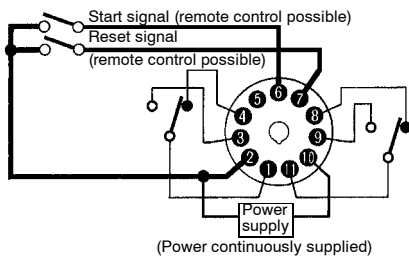 Start signal (remote control possible)
Reset signal
(remote control possible)
6
5
7
4
8
3
9
2
10
1
11
Power
supply
(Power continuously supplied)